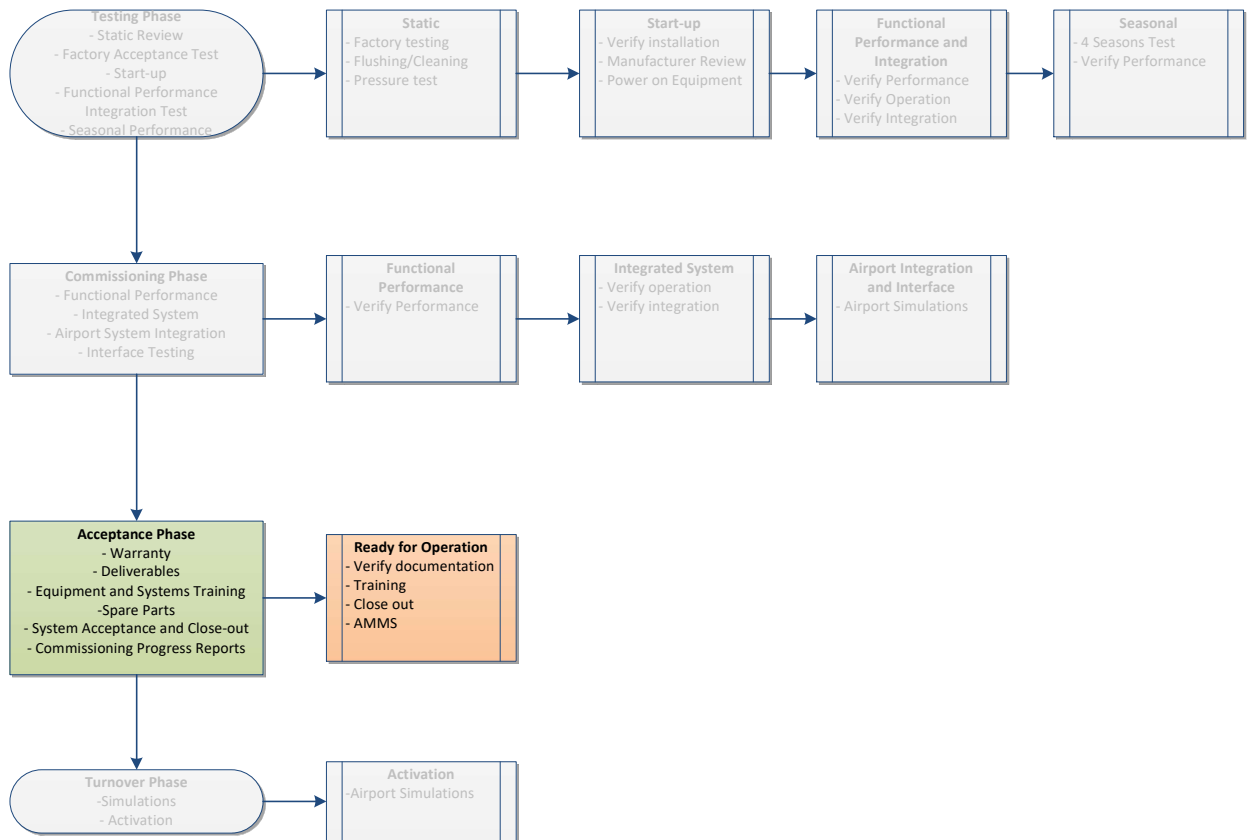 Testing Phase
- Static Review
- Factory Acceptance Test
- Start-up
- Functional Performance
Integration Test
- Seasonal Performance
Static
- Factory testing
- Flushing/Cleaning
- Pressure test
Start-up
- Verify installation
- Manufacturer Review
- Power on Equipment
Functional
Performance and
Integration
- Verify Performance
- Verify Operation
- Verify Integration
Seasonal
- 4 Seasons Test
- Verify Performance
Commissioning Phase
- Functional Performance
- Integrated System
- Airport System Integration
- Interface Testing
Functional
Performance
- Verify Performance
Integrated System
- Verify operation
- Verify integration
Airport Integration
and Interface
- Airport Simulations
Acceptance Phase
- Warranty
- Deliverables
- Equipment and Systems Training
-Spare Parts
- System Acceptance and Close-out
- Commissioning Progress Reports
Ready for Operation
- Verify documentation
- Training
- Close out
- AMMS
Turnover Phase
-Simulations
- Activation
Activation
-Airport Simulations